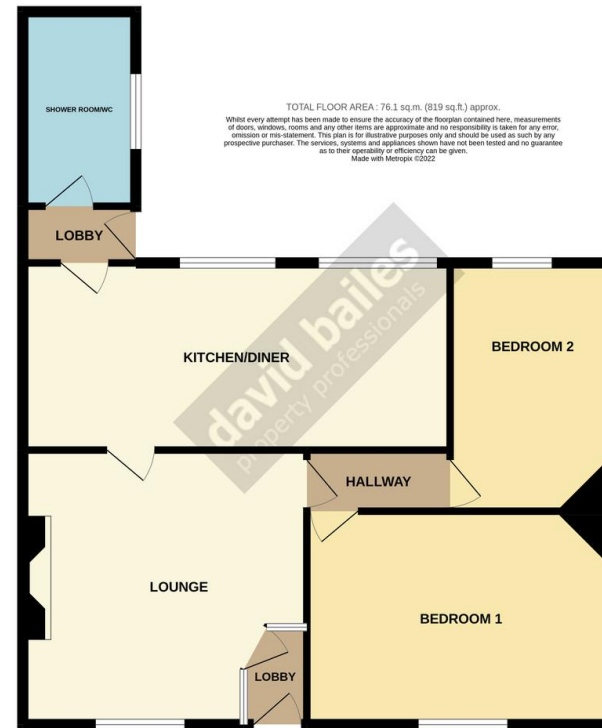 SHOWER ROOM/WC
TOTAL FLOOR AREA : 76.1 sq.m. (819 sq.ft.) approx.
Whilst every attempt has been made to ensure the accuracy of the floorplan contained here, measurements
of doors, windows, rooms and any other items are approximate and no responsibility is taken for any error,
omission or mis-statement. This plan is for illustrative purposes only and should be used as such by any
prospective purchaser. The services, systems and appliances shown have not been tested and no guarantee
as to their operability or efficiency can be given.
Made with Metropix ©2022
LOBBY
KITCHEN/DINER
BEDROOM 2
david bailes
property professionals
HALLWAY
LOUNGE
BEDROOM 1
LOBBY